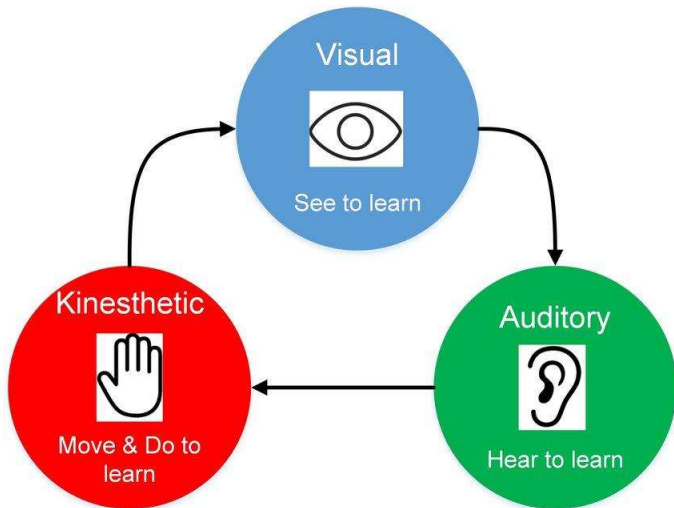 Visual
See to learn
Kinesthetic
Move & Do to
learn
Auditory
Hear to learn